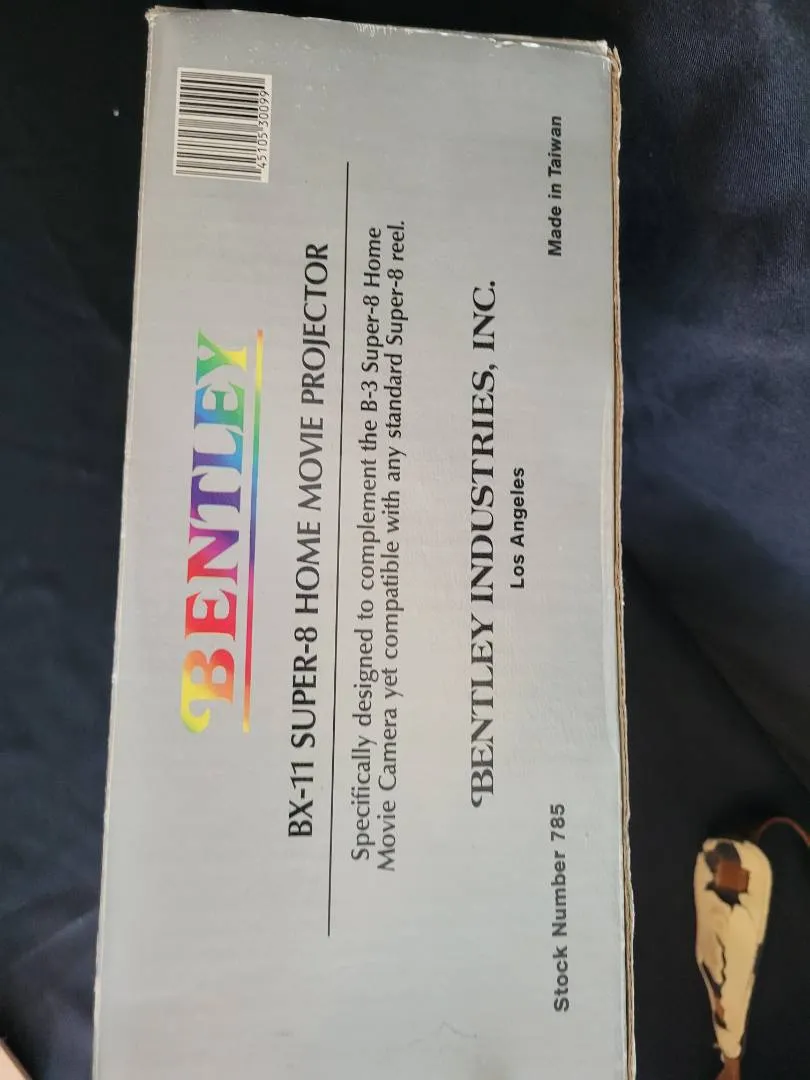 45105 30099
BENTLEY
BX-11 SUPER-8 HOME MOVIE PROJECTOR
Specifically designed to complement the B-3 Super-8 Home
Movie Camera yet compatible with any standard Super-8 reel.
BENTLEY INDUSTRIES, INC.
Los Angeles
Stock Number 785
Made in Taiwan